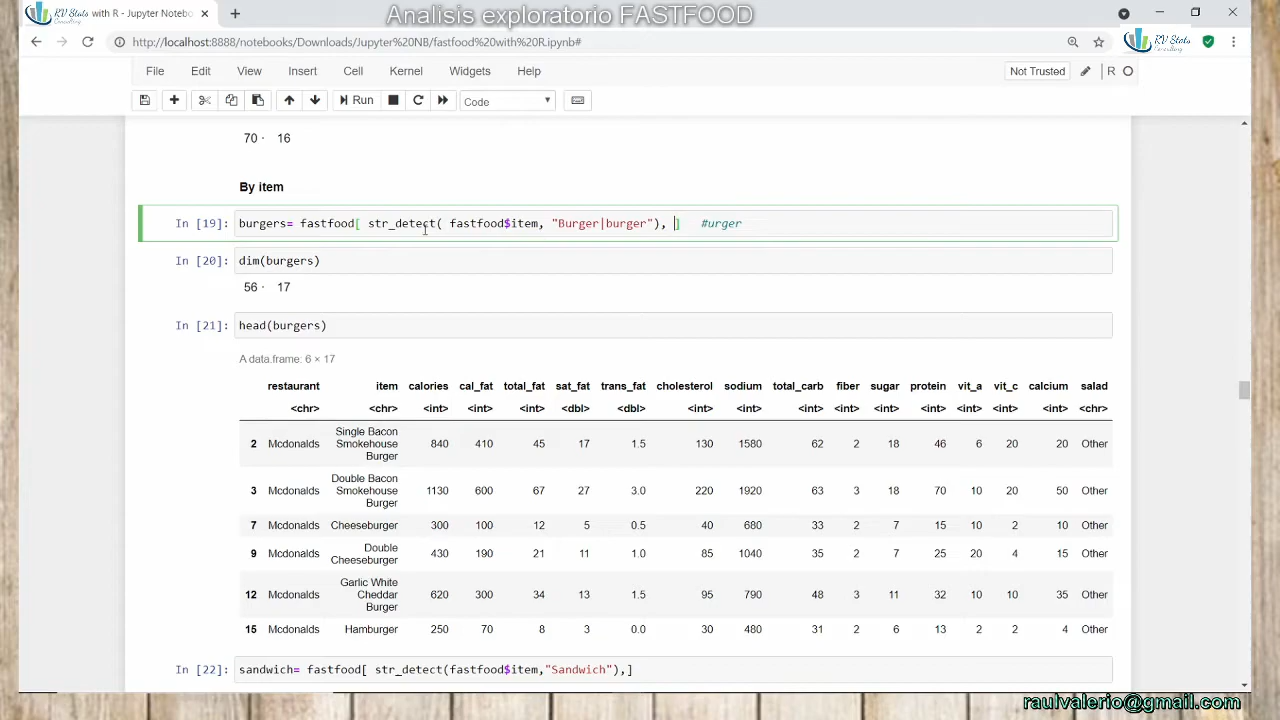 Analisis exploratorio FASTFOOD
with R - Jupyter Notebo
RV Stats
Consulting
http://localhost:8888/notebooks/Downloads/Jupyter%20NB/fastfood%20with%20R.ipynb#
RV Stats
Consulting
File Edit View Insert Cell Kernel Widgets Help Not Trusted R
Run Code
70 · 16
By item
In [19]: burgers= fastfood[ str_detect( fastfood$item, "Burger|burger"), ] #urger
In [20]: dim(burgers)
56 · 17
In [21]: head(burgers)
A data.frame: 6 × 17
restaurant item calories cal_fat total_fat sat_fat trans_fat cholesterol sodium total_carb fiber sugar protein vit_a vit_c calcium salad
<chr> <chr> <int> <int> <int> <dbl> <dbl> <int> <int> <int> <int> <int> <int> <int> <int> <int> <chr>
2 Mcdonalds Single Bacon Smokehouse Burger 840 410 45 17 1.5 130 1580 62 2 18 46 6 20 20 Other
3 Mcdonalds Double Bacon Smokehouse Burger 1130 600 67 27 3.0 220 1920 63 3 18 70 10 20 50 Other
7 Mcdonalds Cheeseburger 300 100 12 5 0.5 40 680 33 2 7 15 10 2 10 Other
9 Mcdonalds Double Cheeseburger 430 190 21 11 1.0 85 1040 35 2 7 25 20 4 15 Other
12 Mcdonalds Garlic White Cheddar Burger 620 300 34 13 1.5 95 790 48 3 11 32 10 10 35 Other
15 Mcdonalds Hamburger 250 70 8 3 0.0 30 480 31 2 6 13 2 2 4 Other
In [22]: sandwich= fastfood[ str_detect(fastfood$item,"Sandwich"),]
raulvalerio@gmail.com